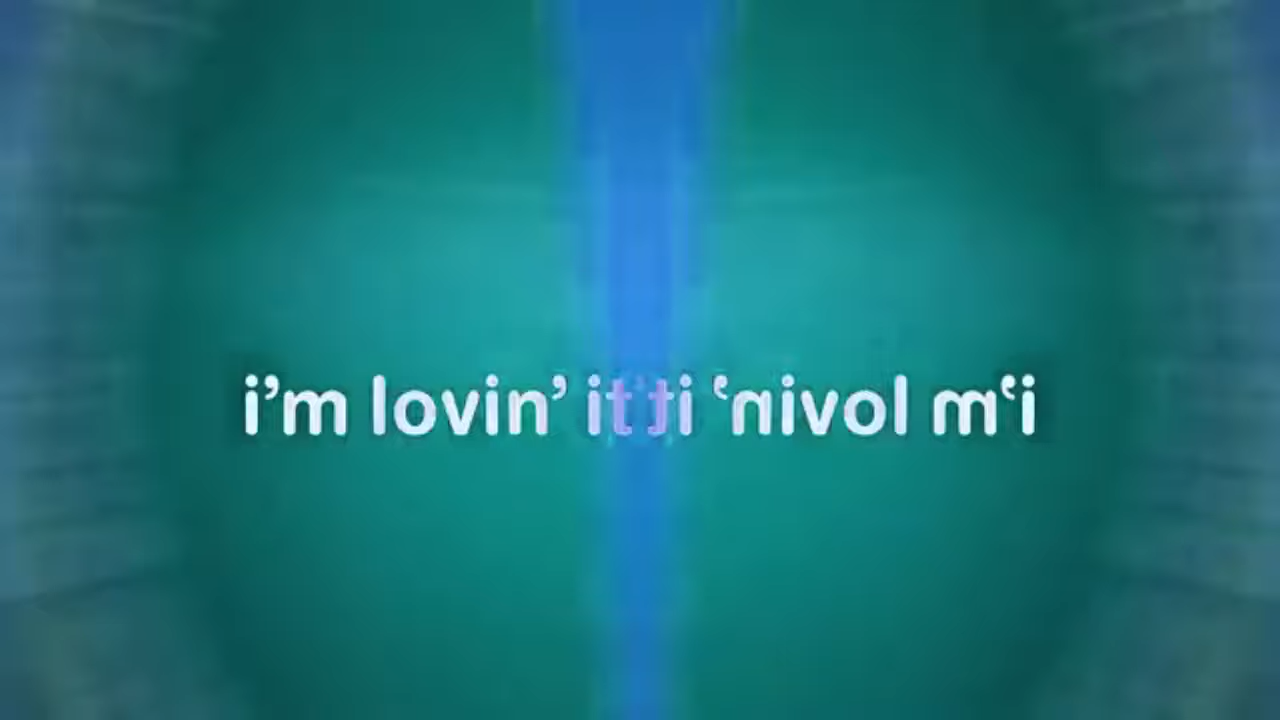 i’m lovin’ it ti ‘nivol m‘i